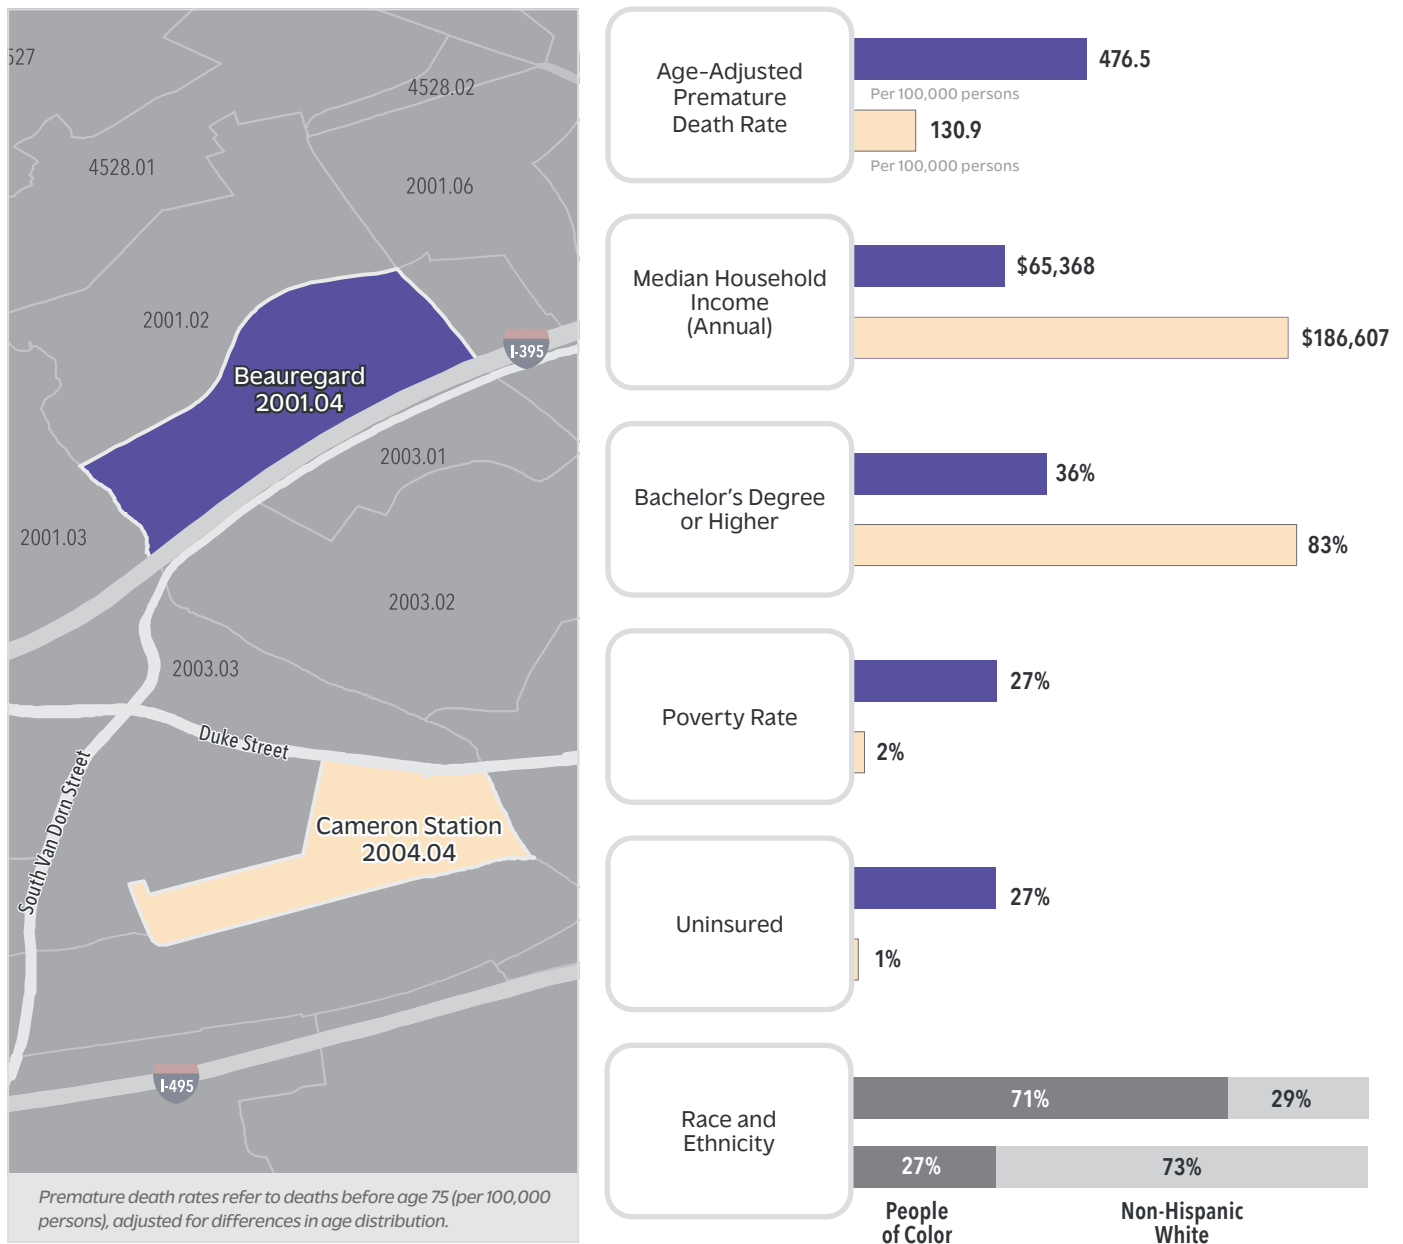 527
4528.02
4528.01
2001.06
2001.02
I-395
Beauregard
2001.04
2003.01
2001.03
2003.02
2003.03
Duke Street
South Van Dorn Street
Cameron Station
2004.04
I-495
Premature death rates refer to deaths before age 75 (per 100,000
persons), adjusted for differences in age distribution.
Age-Adjusted
Premature
Death Rate
476.5
Per 100,000 persons
130.9
Per 100,000 persons
Median Household
Income
(Annual)
$65,368
$186,607
Bachelor's Degree
or Higher
36%
83%
Poverty Rate
27%
2%
Uninsured
27%
1%
Race and
Ethnicity
71%
29%
27%
73%
People
of Color
Non-Hispanic
White